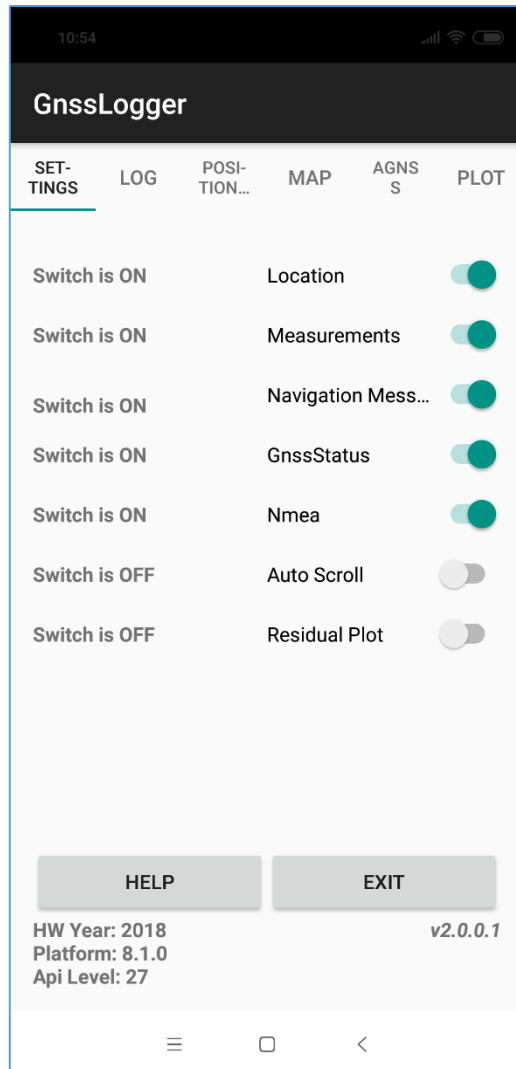 10:54
GnssLogger
SET-
TINGS
LOG
POSI-
TION…
MAP
AGNS
S
PLOT
Switch is ON Location
Switch is ON Measurements
Switch is ON Navigation Mess…
Switch is ON GnssStatus
Switch is ON Nmea
Switch is OFF Auto Scroll
Switch is OFF Residual Plot
HELP EXIT
HW Year: 2018 v2.0.0.1
Platform: 8.1.0
Api Level: 27